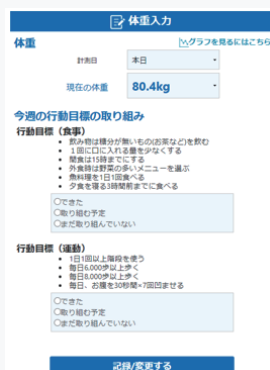 体重入力
体重
グラフを見るにはこちら
計測日
本日
現在の体重
80.4kg
今週の行動目標の取り組み
行動目標（食事）
飲み物は糖分が無いもの(お茶など)を飲む
１回に口に入れる量を少なくする
間食は15時までにする
外食時は野菜の多いメニューを選ぶ
魚料理を1日1回食べる
夕食を寝る3時間前までに食べる
できた
取り組む予定
まだ取り組んでいない
行動目標（運動）
1日1回以上階段を使う
毎日6,000歩以上歩く
毎日8,000歩以上歩く
毎日、お腹を30秒間×7回凹ませる
できた
取り組む予定
まだ取り組んでいない
記録/変更する